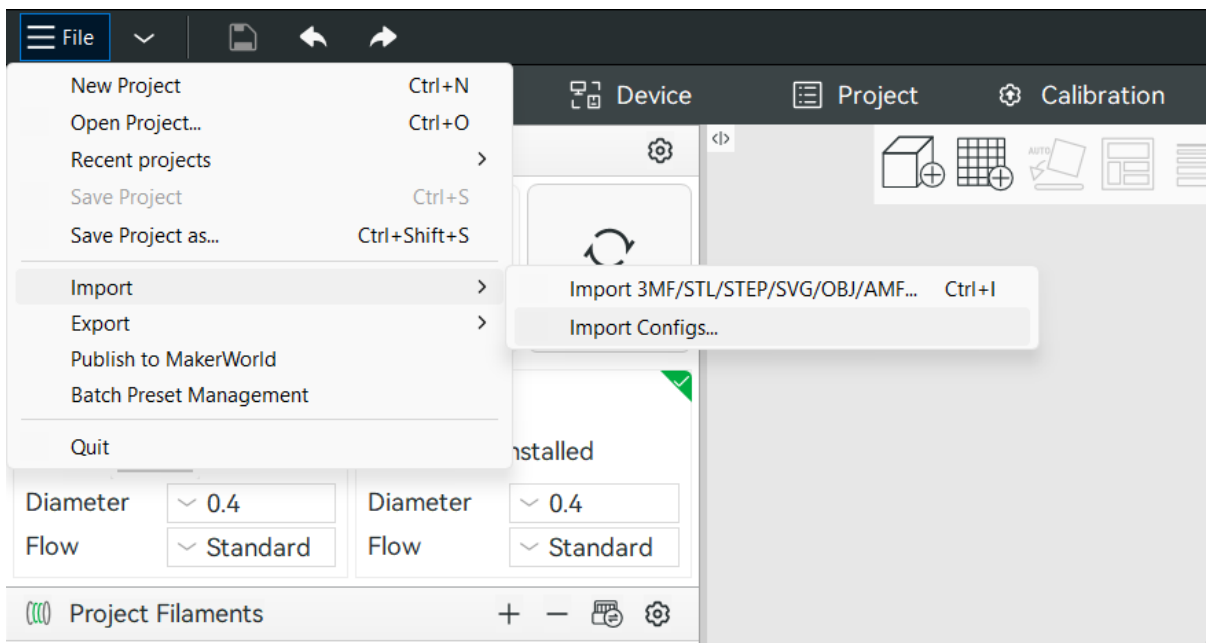 File
Device
Project
Calibration
New Project Ctrl+N
Open Project... Ctrl+O
Recent projects
Save Project Ctrl+S
Save Project as... Ctrl+Shift+S
Import
Import 3MF/STL/STEP/SVG/OBJ/AMF... Ctrl+I
Export
Import Configs...
Publish to MakerWorld
Batch Preset Management
Quit
AUTO
Diameter 0.4 Diameter 0.4
Flow Standard Flow Standard
Project Filaments